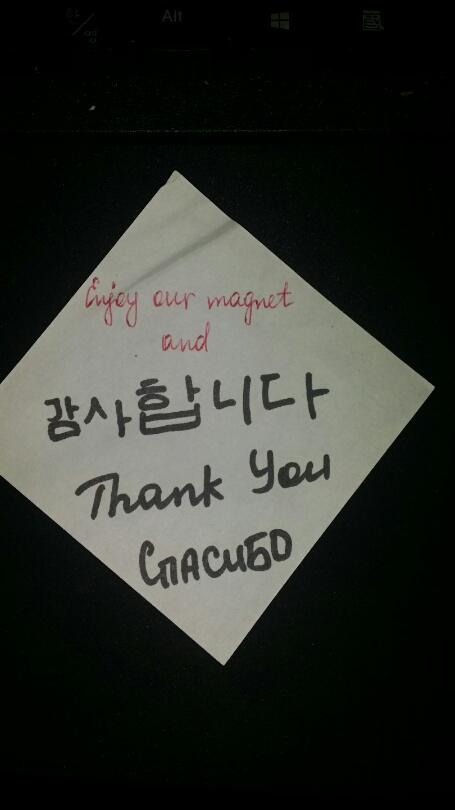 Alt
Enjoy our magnet
and
감사합니다
Thank You
Спасибо